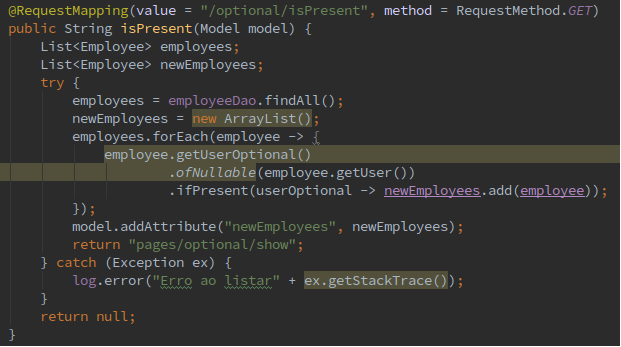 @RequestMapping(value = "/optional/isPresent", method = RequestMethod.GET)
public String isPresent(Model model) {
    List<Employee> employees;
    List<Employee> newEmployees;
    try {
        employees = employeeDao.findAll();
        newEmployees = new ArrayList();
        employees.forEach(employee -> {
            employee.getUserOptional()
                    .ofNullable(employee.getUser())
                    .ifPresent(userOptional -> newEmployees.add(employee));
        });
        model.addAttribute("newEmployees", newEmployees);
        return "pages/optional/show";
    } catch (Exception ex) {
        log.error("Erro ao listar" + ex.getStackTrace());
    }
    return null;
}